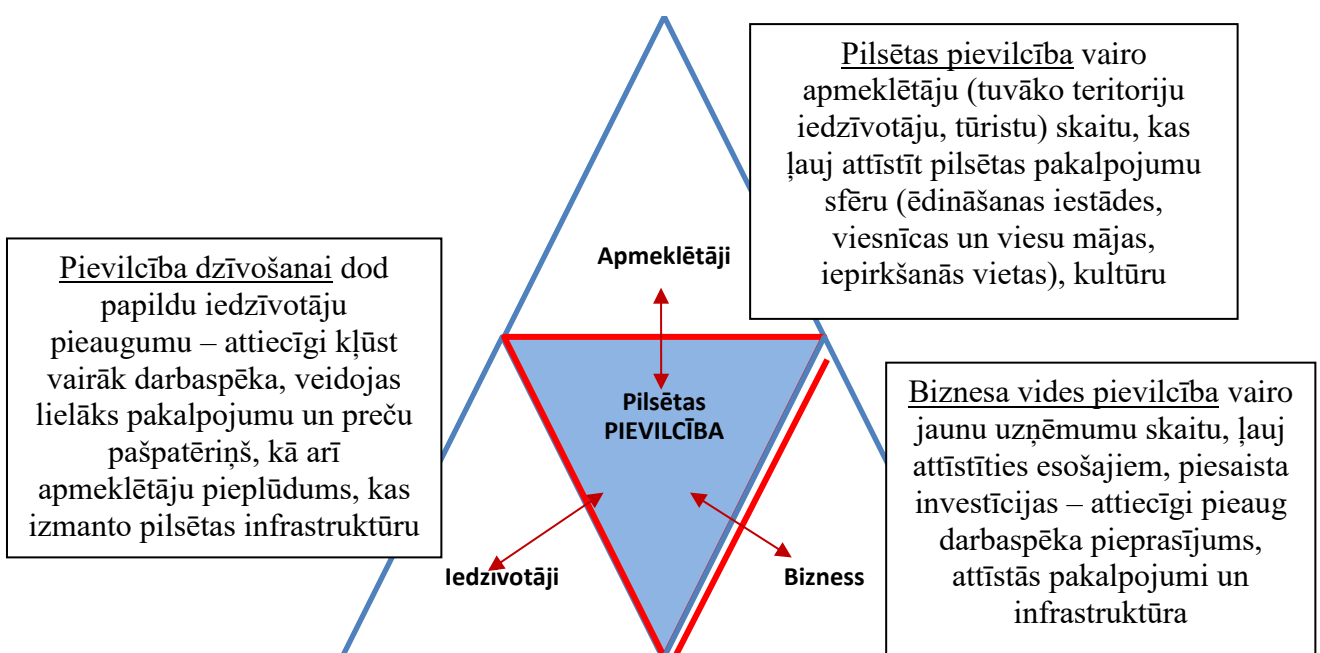 Pilsētas pievilcība vairo
apmeklētāju (tuvāko teritoriju
iedzīvotāju, tūristu) skaitu, kas
ļauj attīstīt pilsētas pakalpojumu
sfēru (ēdināšanas iestādes,
viesnīcas un viesu mājas,
iepirkšanās vietas), kultūru
Pievilcība dzīvošanai dod
papildu iedzīvotāju
pieaugumu – attiecīgi kļūst
vairāk darbaspēka, veidojas
lielāks pakalpojumu un preču
pašpatēriņš, kā arī
apmeklētāju pieplūdums, kas
izmanto pilsētas infrastruktūru
Apmeklētāji
Pilsētas
PIEVILCĪBA
Iedzīvotāji
Bizness
Biznesa vides pievilcība vairo
jaunu uzņēmumu skaitu, ļauj
attīstīties esošajiem, piesaista
investīcijas – attiecīgi pieaug
darbaspēka pieprasījums,
attīstās pakalpojumi un
infrastruktūra